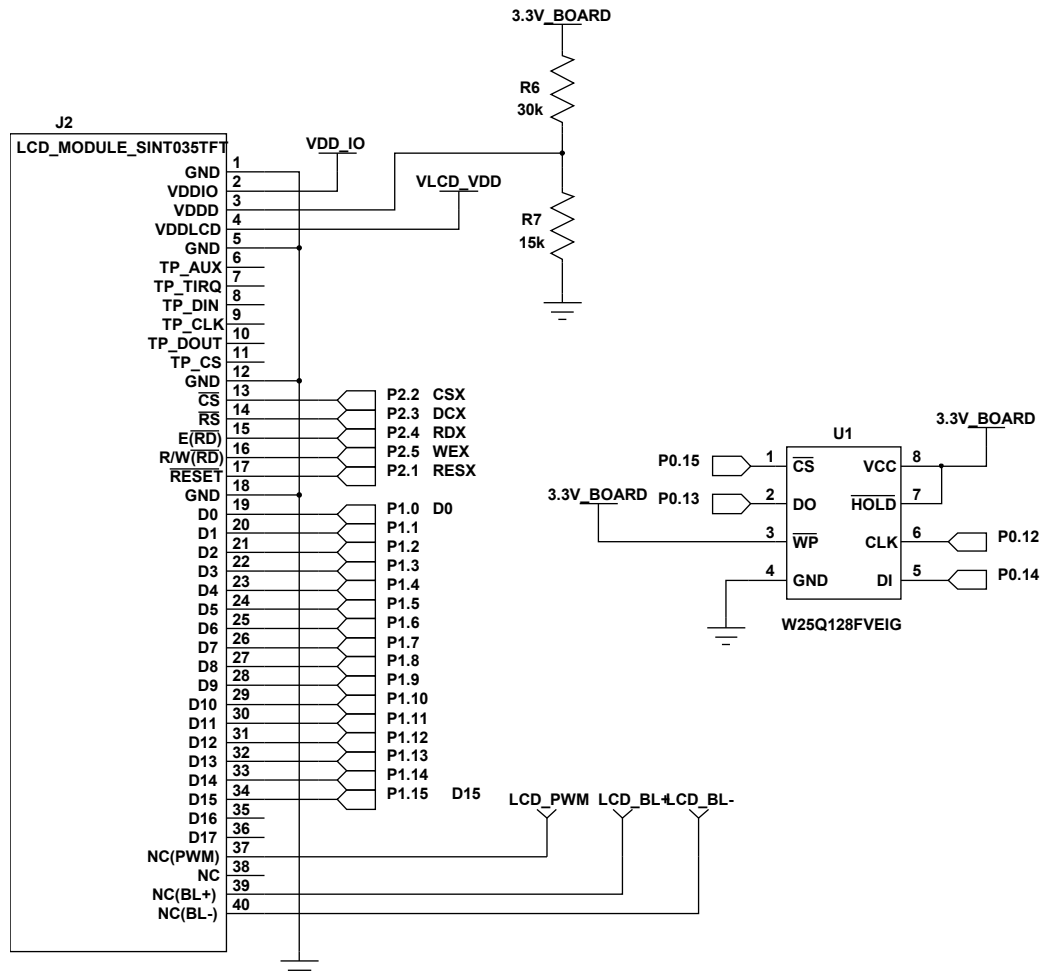 3.3V_BOARD
R6
30k
J2
LCD_MODULE_SINT035TFT
VDD_IO
GND 1
VDDIO 2
VLCD_VDD
VDDD 3
VDDLCD 4
R7
15k
GND 5
TP_AUX 6
TP_TIRQ 7
TP_DIN 8
TP_CLK 9
TP_DOUT 10
TP_CS 11
GND 12
CS 13 P2.2 CSX
RS 14 P2.3 DCX
E(RD) 15 P2.4 RDX
R/W(RD) 16 P2.5 WEX
RESET 17 P2.1 RESX
GND 18
D0 19 P1.0 D0
D1 20 P1.1
D2 21 P1.2
D3 22 P1.3
D4 23 P1.4
D5 24 P1.5
D6 25 P1.6
D7 26 P1.7
D8 27 P1.8
D9 28 P1.9
D10 29 P1.10
D11 30 P1.11
D12 31 P1.12
D13 32 P1.13
D14 33 P1.14
D15 34 P1.15 D15
D16 35
D17 36
NC(PWM) 37
NC 38
NC(BL+) 39
NC(BL-) 40
LCD_PWM LCD_BL+ LCD_BL-
U1
3.3V_BOARD
P0.15 1 CS VCC 8
3.3V_BOARD
P0.13 2 DO HOLD 7
3 WP CLK 6 P0.12
4 GND DI 5 P0.14
W25Q128FVEIG